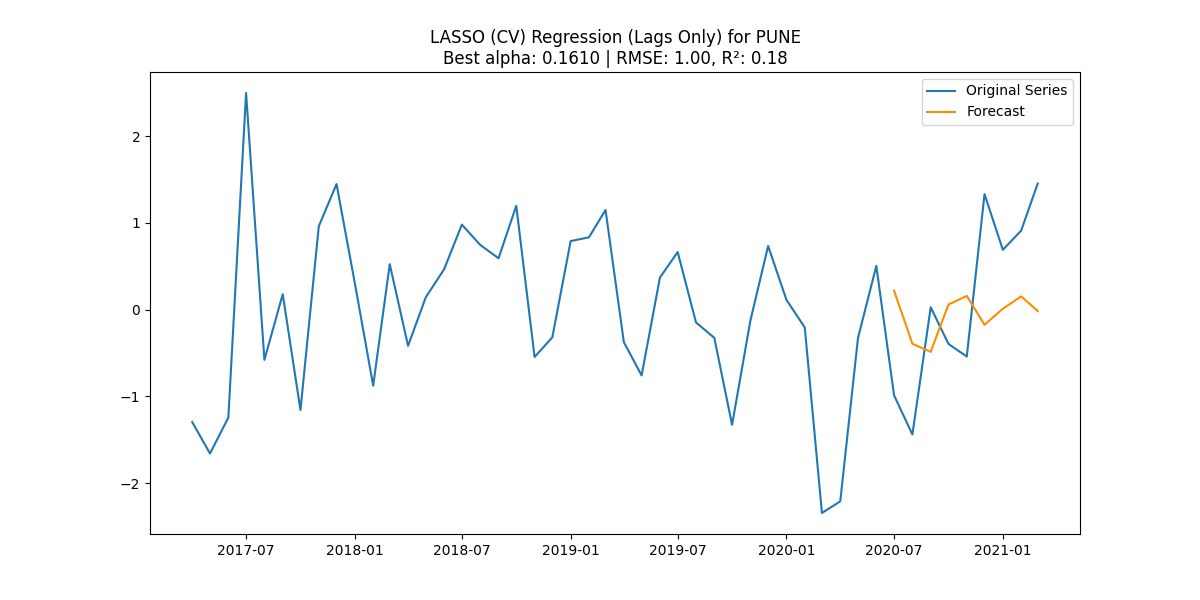 LASSO (CV) Regression (Lags Only) for PUNE
Best alpha: 0.1610 | RMSE: 1.00, R²: 0.18
Original Series
Forecast
2
1
0
−1
−2
2017-07 2018-01 2018-07 2019-01 2019-07 2020-01 2020-07 2021-01